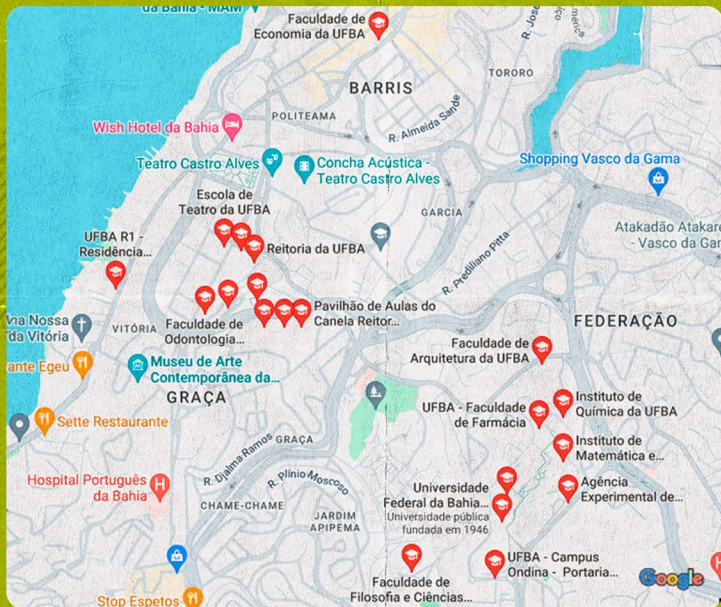 da Bahia - MAM
Faculdade de
Economia da UFBA
R. José
BARRIS
TORORO
POLITEAMA
R. Almeida Sande
Wish Hotel da Bahia
Teatro Castro Alves
Concha Acústica -
Teatro Castro Alves
Shopping Vasco da Gama
Escola de
Teatro da UFBA
GARCIA
UFBA R1 -
Residência...
Reitoria da UFBA
Atakadão Atakare
- Vasco da Gar
R. Prediliano Pitta
VITÓRIA
Faculdade de
Odontologia...
Pavilhão de Aulas do
Canela Reitor...
FEDERAÇÃO
Nossa
da Vitória
Faculdade de
Arquitetura da UFBA
Museu de Arte
Contemporânea da...
ante Egeu
GRAÇA
Sette Restaurante
UFBA - Faculdade
de Farmácia
Instituto de
Química da UFBA
R. Djalma Ramos
GRAÇA
Instituto de
Matemática e...
R. Plínio Moscoso
Hospital Português
da Bahia
Universidade
Federal da Bahia...
Universidade pública
fundada em 1946
Agência
Experimental de...
CHAME-CHAME
JARDIM
APIPEMA
Faculdade de
Filosofia e Ciências...
UFBA - Campus
Ondina - Portaria...
Google
Stop Espetos